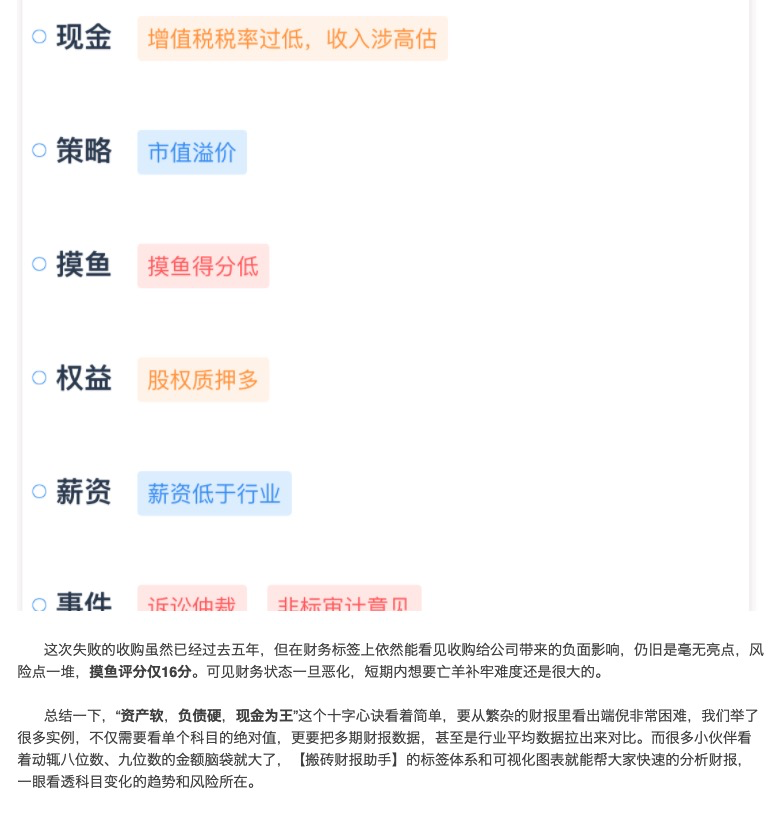 现金 增值税税率过低，收入涉高估
策略 市值溢价
摸鱼 摸鱼得分低
权益 股权质押多
薪资 薪资低于行业
事件 诉讼仲裁 非标审计意见
这次失败的收购虽然已经过去五年，但在财务标签上依然能看见收购给公司带来的负面影响，仍旧是毫无亮点，风
险点一堆，摸鱼评分仅16分。可见财务状态一旦恶化，短期内想要亡羊补牢难度还是很大的。
总结一下，“资产软，负债硬，现金为王”这个十字心诀看着简单，要从繁杂的财报里看出端倪非常困难，我们举了
很多实例，不仅需要看单个科目的绝对值，更要把多期财报数据，甚至是行业平均数据拉出来对比。而很多小伙伴看
着动辄八位数、九位数的金额脑袋就大了，【搬砖财报助手】的标签体系和可视化图表就能帮大家快速的分析财报，
一眼看透科目变化的趋势和风险所在。